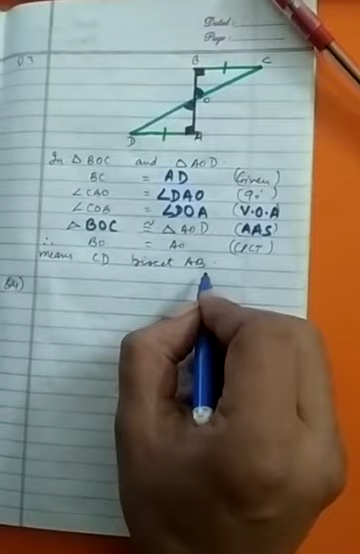 Dated:
Page:
Q3
B C
O
D A
In △BOC and △AOD
BC = AD (Given)
∠CAO = ∠DAO (90°)
∠COB = ∠DOA (V.O.A)
△BOC ≅ △AOD (AAS)
∴ BO = AO (CPCT)
means CD bisect AB.
Q4)